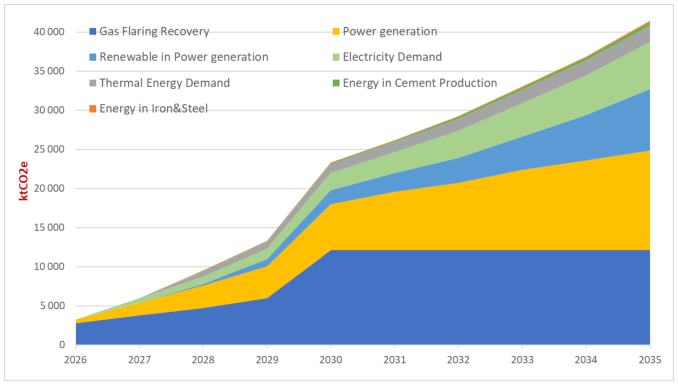 40 000
35 000
30 000
25 000
20 000
15 000
10 000
5 000
0
ktCO2e
Gas Flaring Recovery
Power generation
Renewable in Power generation
Electricity Demand
Thermal Energy Demand
Energy in Cement Production
Energy in Iron&Steel
2026 2027 2028 2029 2030 2031 2032 2033 2034 2035